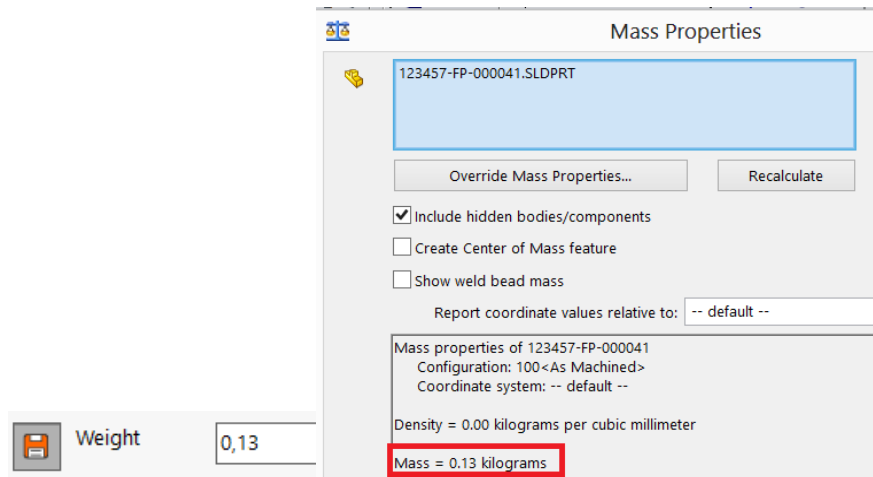 Mass Properties
123457-FP-000041.SLDPRT
Override Mass Properties... Recalculate
Include hidden bodies/components
Create Center of Mass feature
Show weld bead mass
Report coordinate values relative to: -- default --
Mass properties of 123457-FP-000041
Configuration: 100<As Machined>
Coordinate system: -- default --
Density = 0.00 kilograms per cubic millimeter
Mass = 0.13 kilograms
Weight 0,13